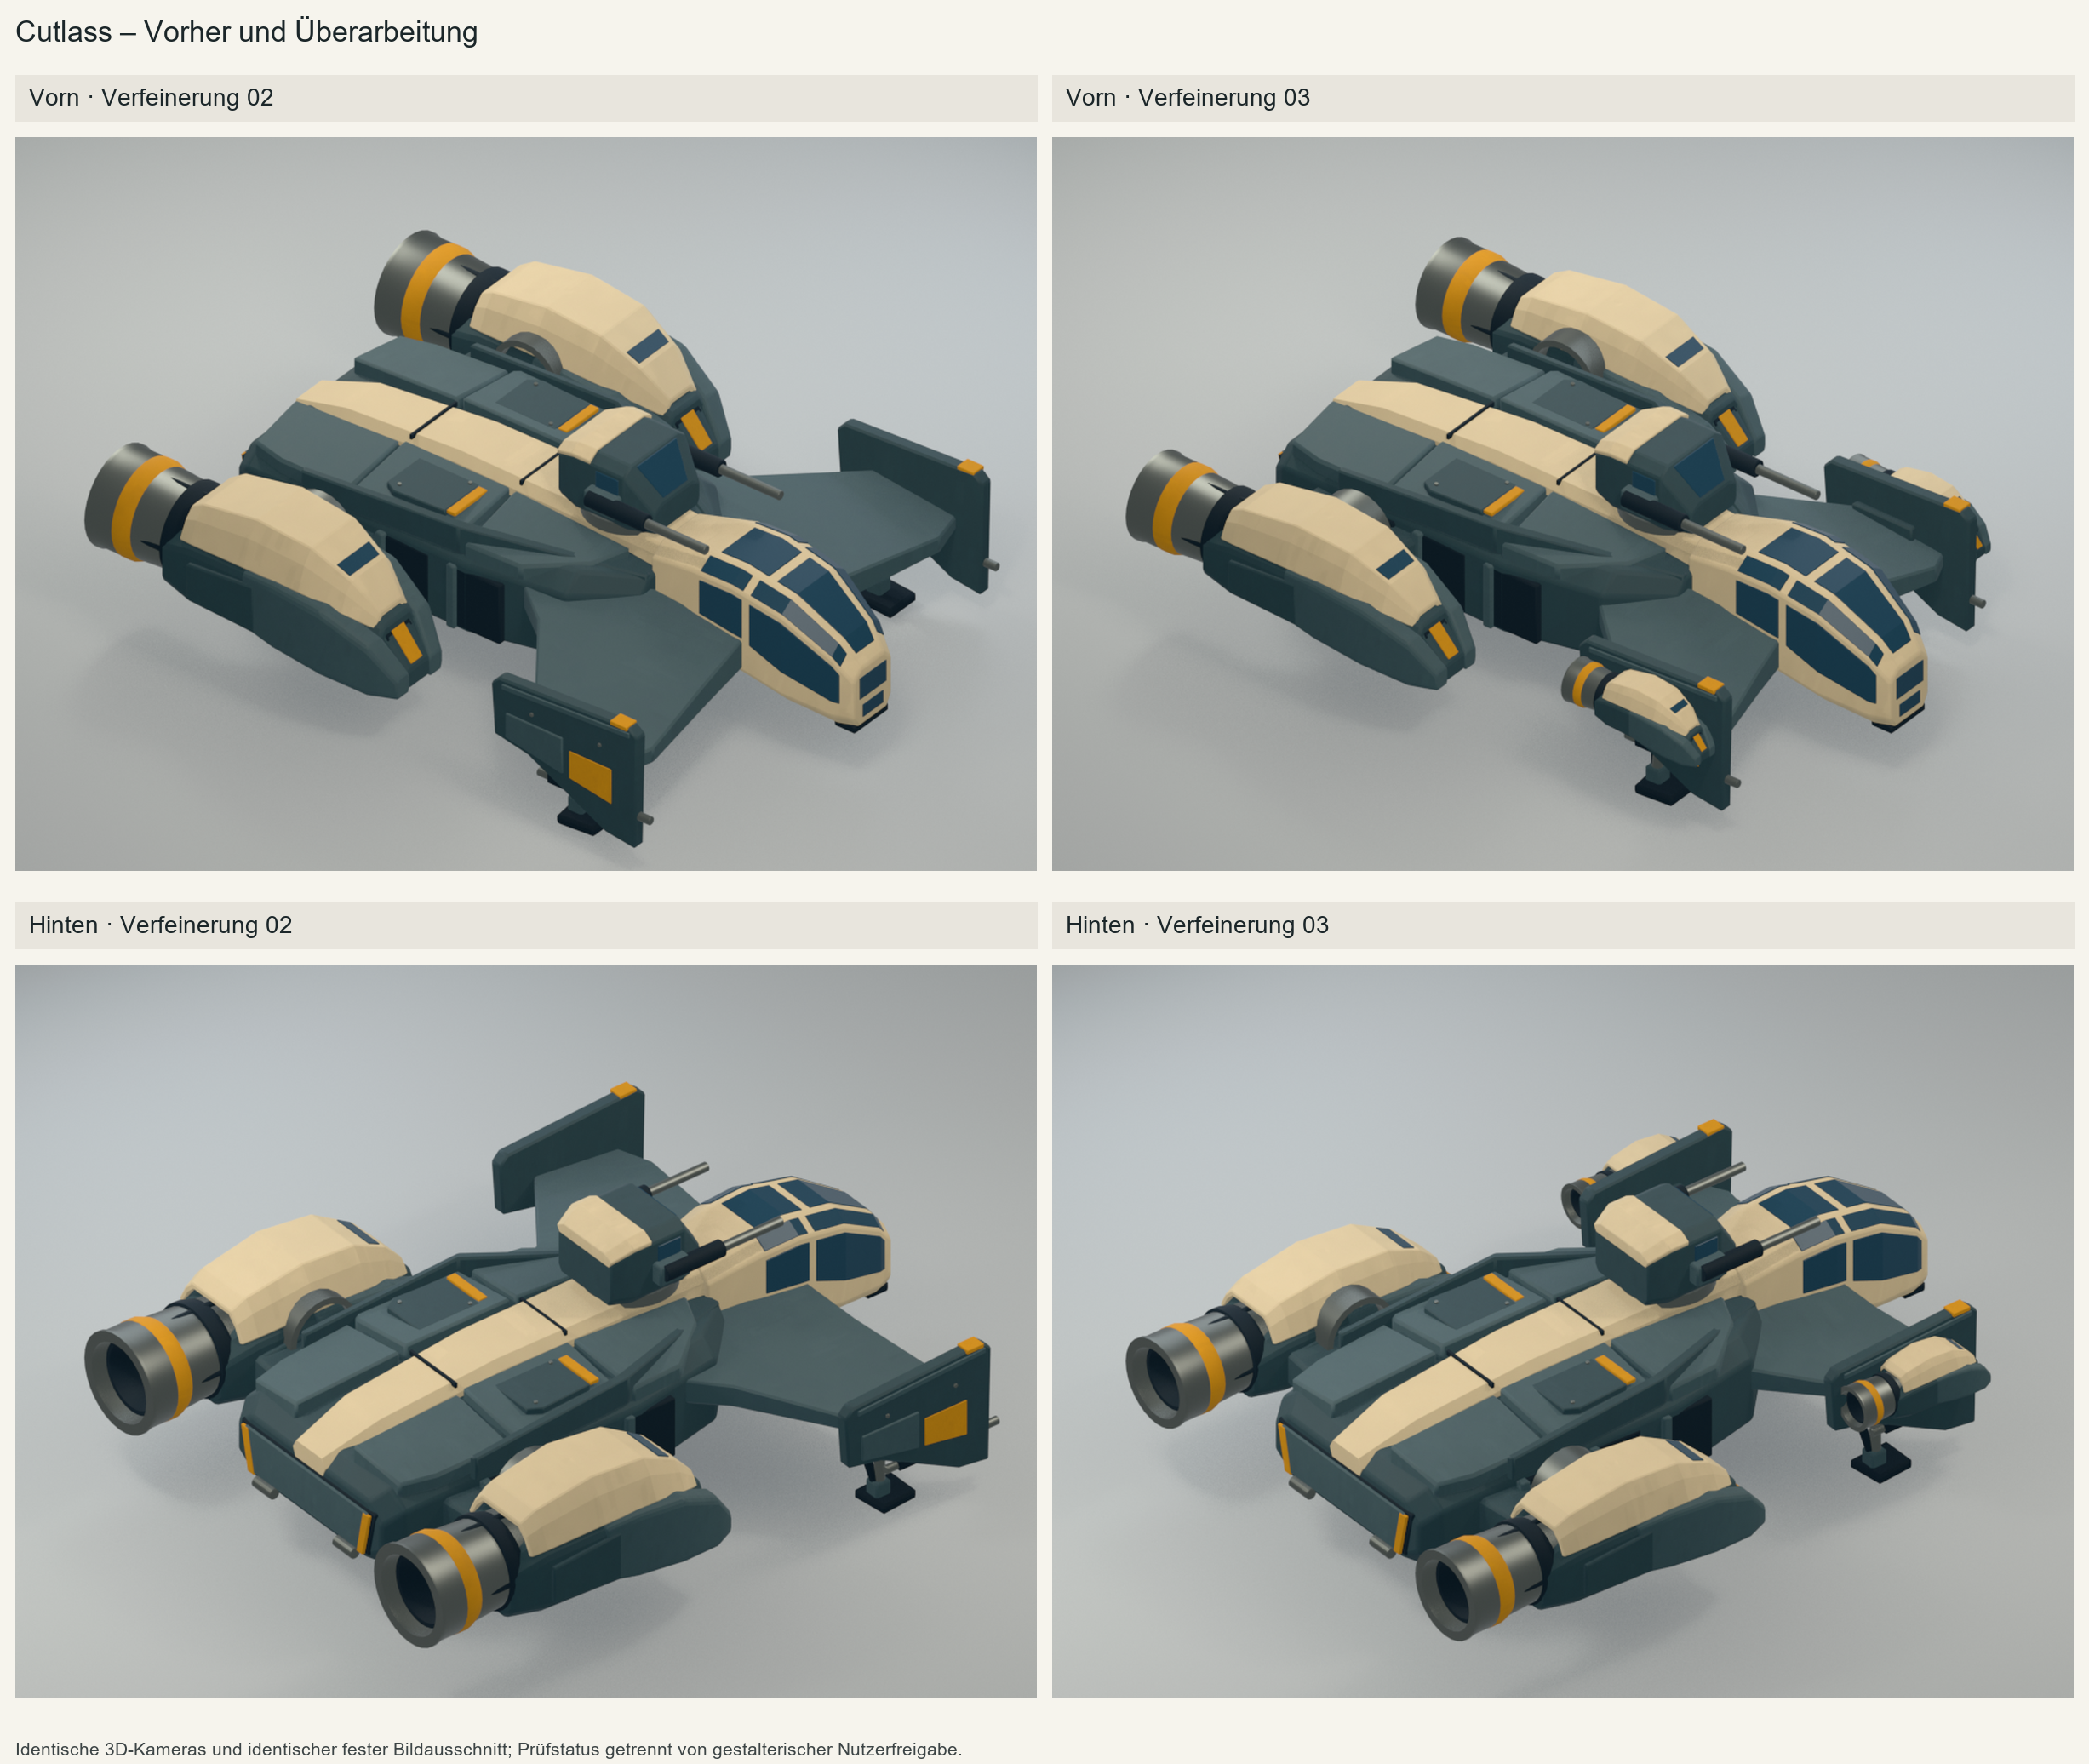 Cutlass – Vorher und Überarbeitung
Vorn · Verfeinerung 02
Vorn · Verfeinerung 03
Hinten · Verfeinerung 02
Hinten · Verfeinerung 03
Identische 3D-Kameras und identischer fester Bildausschnitt; Prüfstatus getrennt von gestalterischer Nutzerfreigabe.